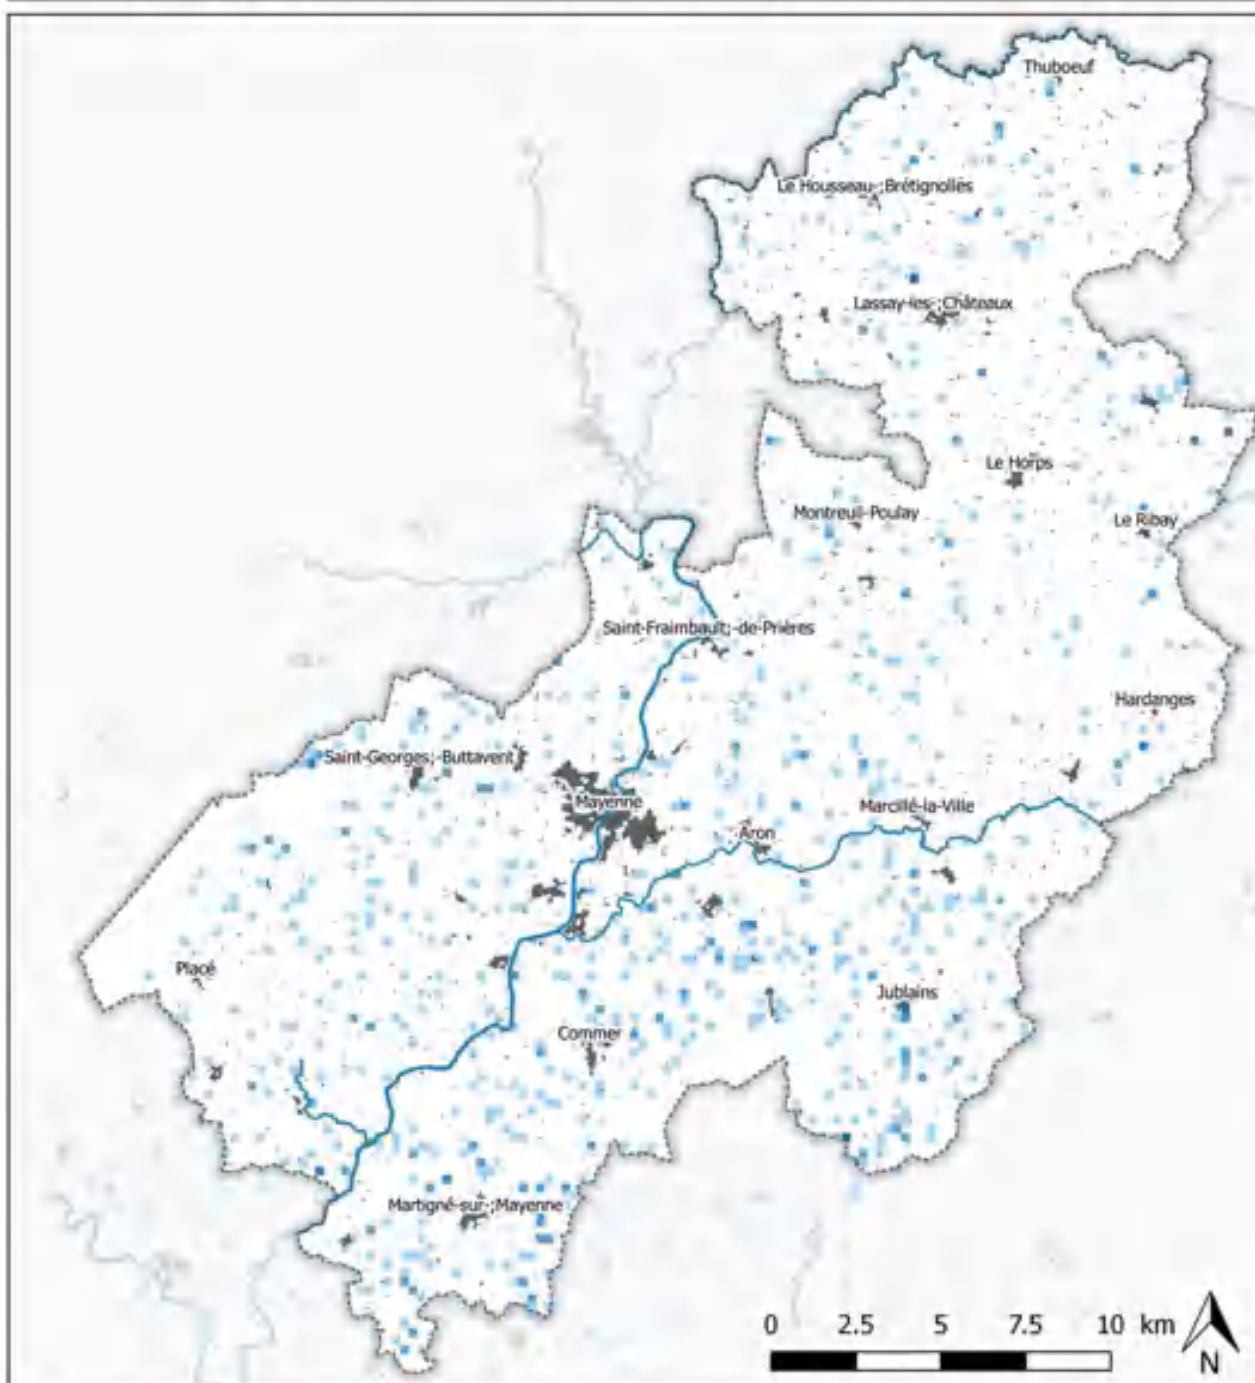 Thuboeuf
Le Housseau-;Brétignolles
Lassay-les-;Châteaux
Le Horps
Montreuil-Poulay
Le Ribay
Saint-Fraimbault;-de-Prières
Hardanges
Saint-Georges;-Buttavent
Mayenne
Marcillé-la-Ville
Aron
Placé
Jublains
Commer
Martigné-sur-;Mayenne
0 2.5 5 7.5 10 km
N